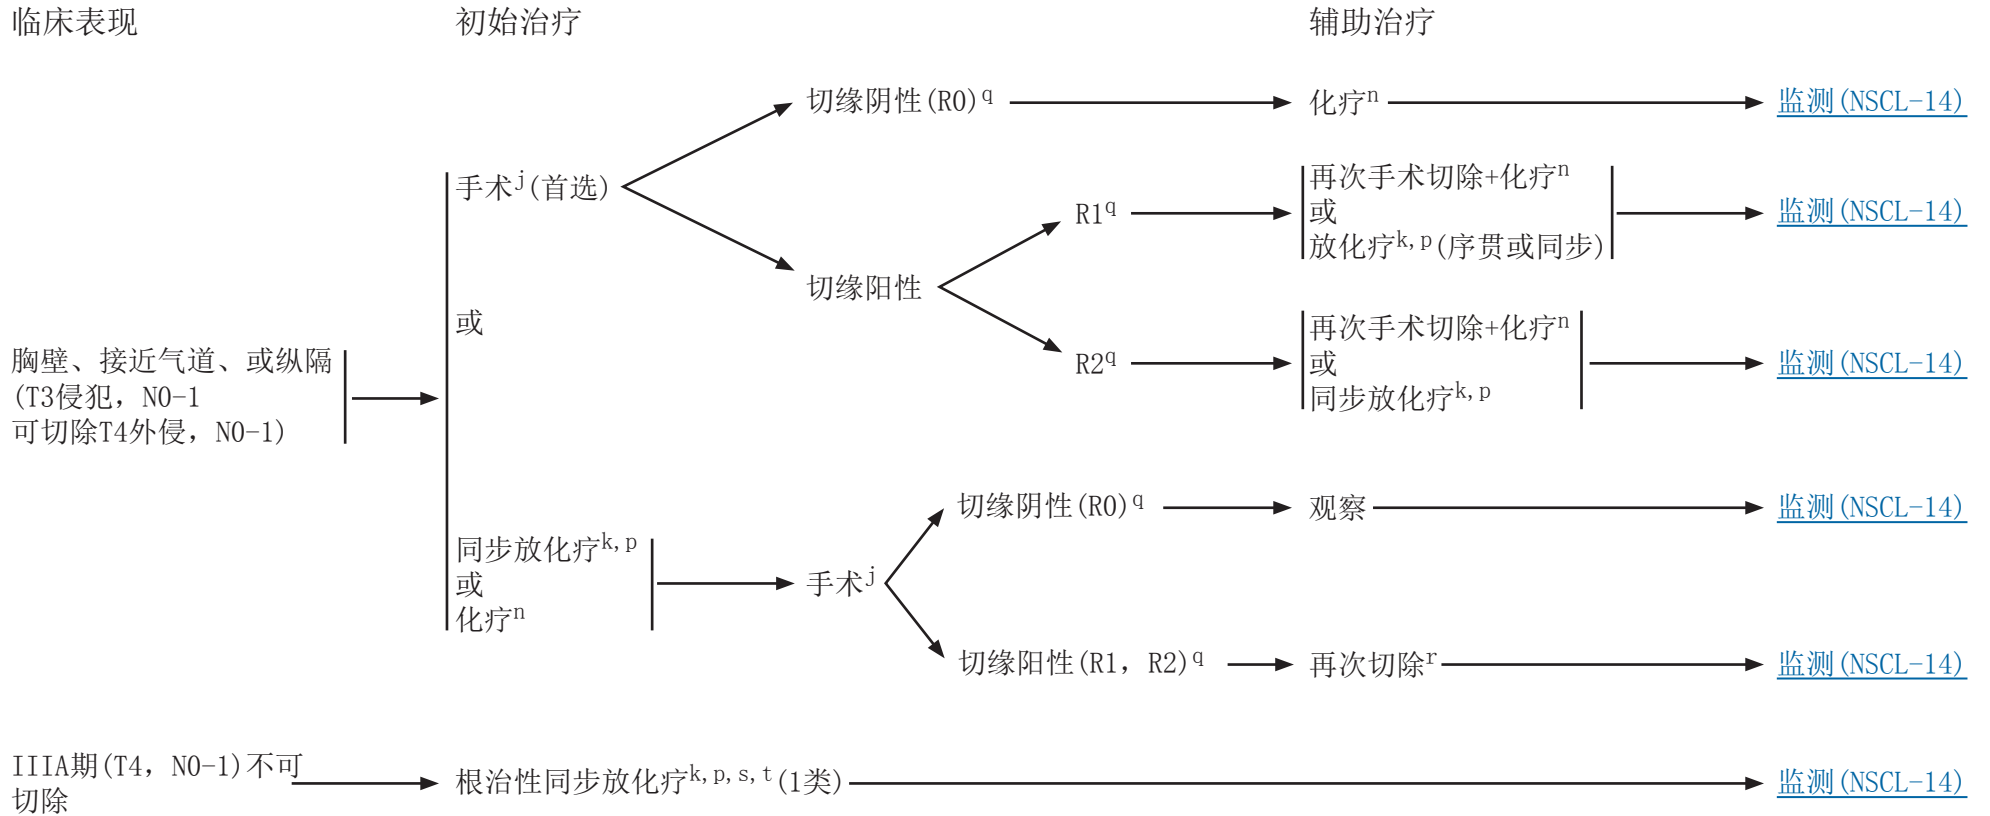 临床表现
初始治疗
辅助治疗
切缘阴性(R0)q
化疗n
监测(NSCL-14)
手术j(首选)
再次手术切除+化疗n
或
放化疗k,p(序贯或同步)
R1q
监测(NSCL-14)
切缘阳性
或
R2q
再次手术切除+化疗n
或
同步放化疗k,p
监测(NSCL-14)
胸壁、接近气道、或纵隔
(T3侵犯，N0-1
可切除T4外侵，N0-1)
切缘阴性(R0)q
观察
监测(NSCL-14)
同步放化疗k,p
或
化疗n
手术j
切缘阳性(R1，R2)q
再次切除r
监测(NSCL-14)
IIIA期(T4，N0-1)不可
切除
根治性同步放化疗k,p,s,t(1类)
监测(NSCL-14)